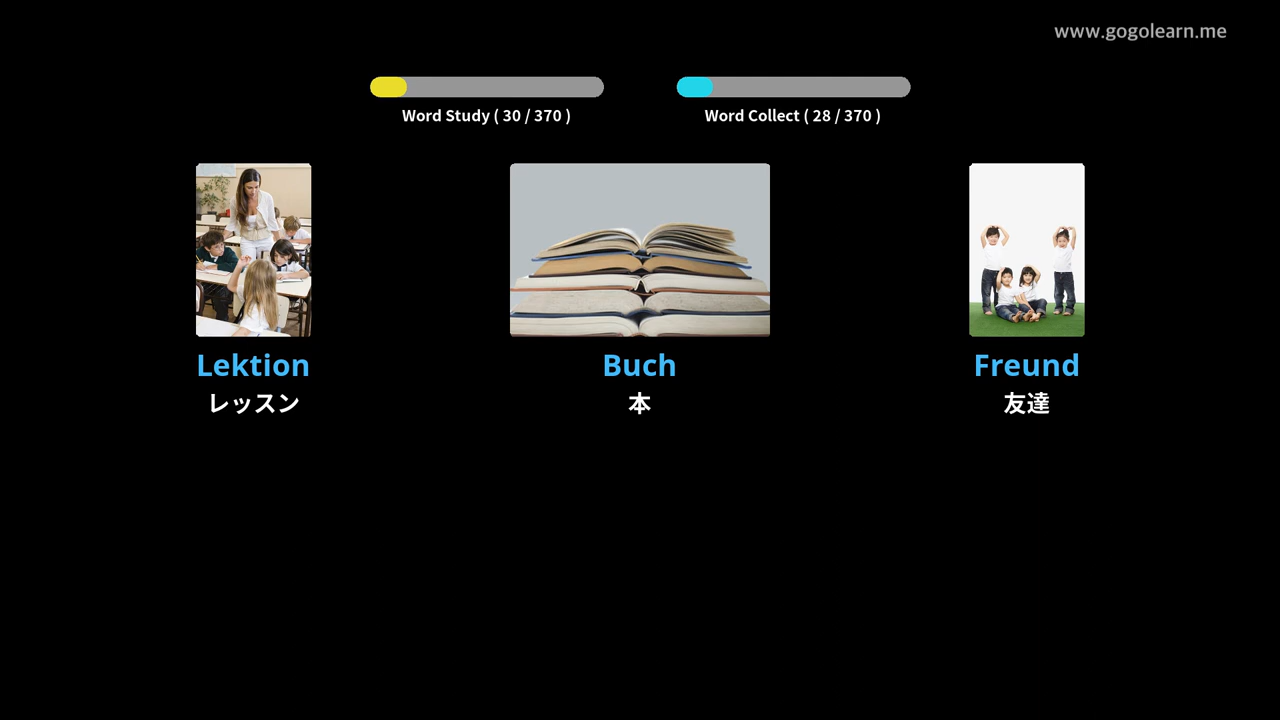 www.gogolearn.me
Word Study ( 30 / 370 )
Word Collect ( 28 / 370 )
Lektion
レッスン
Buch
本
Freund
友達